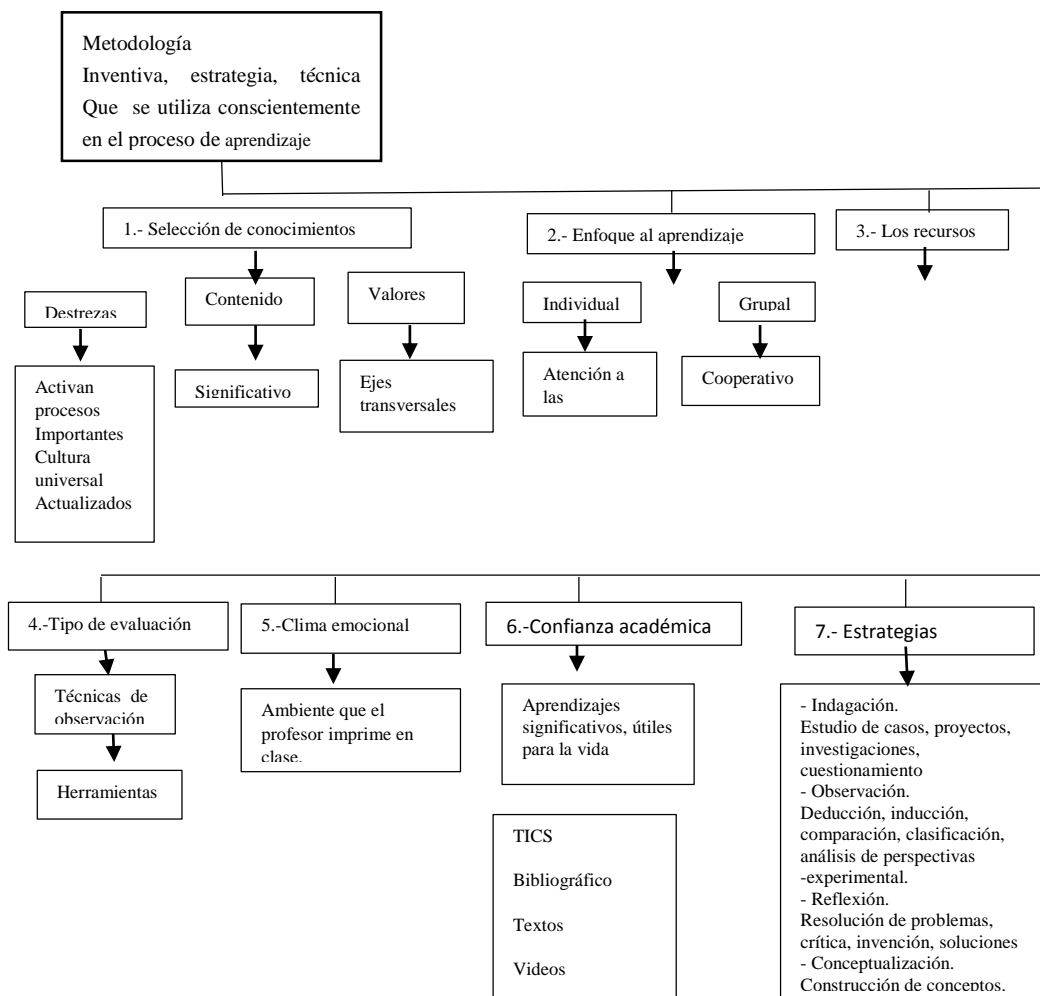 Metodología
Inventiva, estrategia, técnica
Que se utiliza conscientemente
en el proceso de aprendizaje
1.- Selección de conocimientos
2.- Enfoque al aprendizaje
3.- Los recursos
Destrezas
Contenido
Valores
Individual
Grupal
Activan
procesos
Importantes
Cultura
universal
Actualizados
Significativo
Ejes
transversales
Atención a
las
Cooperativo
4.-Tipo de evaluación
5.-Clima emocional
6.-Confianza académica
7.- Estrategias
Técnicas de
observación
Herramientas
Ambiente que el
profesor imprime en
clase.
Aprendizajes
significativos, útiles
para la vida
TICS
Bibliográfico
Textos
Videos
- Indagación.
Estudio de casos, proyectos,
investigaciones,
cuestionamiento
- Observación.
Deducción, inducción,
comparación, clasificación,
análisis de perspectivas
-experimental.
- Reflexión.
Resolución de problemas,
crítica, invención, soluciones
- Conceptualización.
Construcción de conceptos.